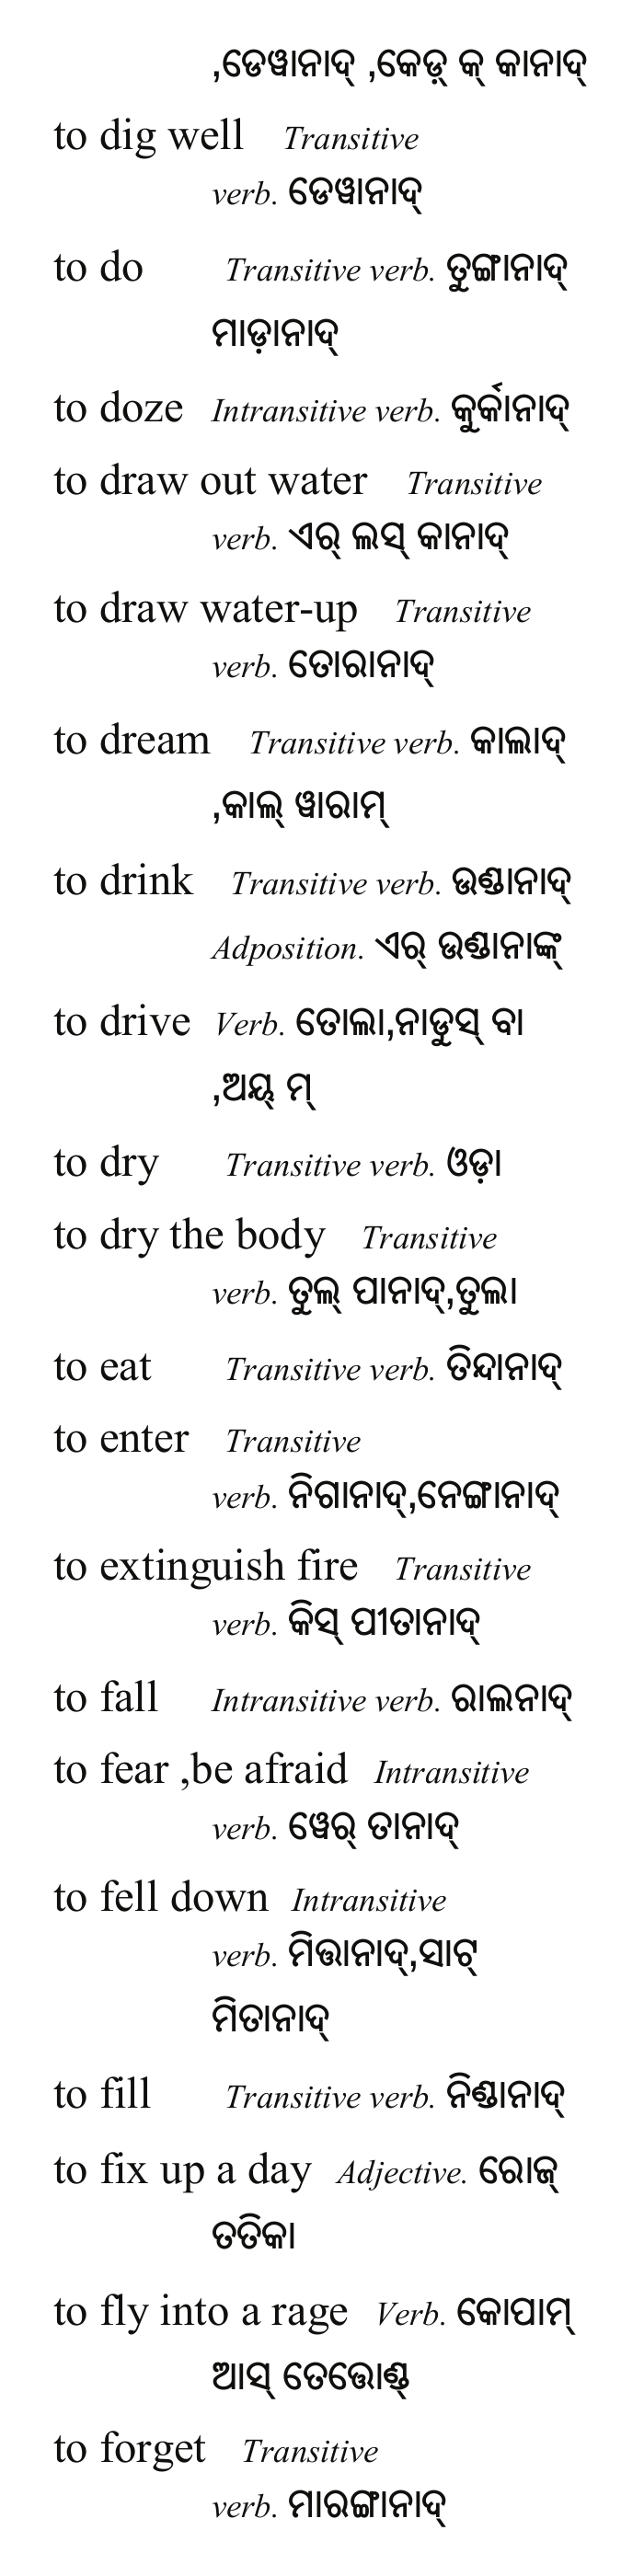 ,ଡେୱାନାଦ୍ ,କେଡ଼୍ କ୍ କାନାଦ୍
to dig well Transitive
verb. ଡେୱାନାଦ୍
to do Transitive verb. ତୁଙ୍ଗାନାଦ୍
ମାଡ଼ାନାଦ୍
to doze Intransitive verb. କୁର୍କାନାଦ୍
to draw out water Transitive
verb. ଏର୍ ଲସ୍ କାନାଦ୍
to draw water-up Transitive
verb. ତୋରାନାଦ୍
to dream Transitive verb. କାଲାଦ୍
,କାଲ୍ ୱାରାମ୍
to drink Transitive verb. ଉଣ୍ଡାନାଦ୍
Adposition. ଏର୍ ଉଣ୍ଡାନାଙ୍କ୍
to drive Verb. ତୋଲା,ନାଡୁସ୍ ବା
,ଅୟ୍ ମ୍
to dry Transitive verb. ଓଡ଼ା
to dry the body Transitive
verb. ତୁଲ୍ ପାନାଦ୍,ତୁଲା
to eat Transitive verb. ତିନ୍ଦାନାଦ୍
to enter Transitive
verb. ନିଗାନାଦ୍,ନେଙ୍ଗାନାଦ୍
to extinguish fire Transitive
verb. କିସ୍ ପୀତାନାଦ୍
to fall Intransitive verb. ରାଲନାଦ୍
to fear ,be afraid Intransitive
verb. ୱେର୍ ତାନାଦ୍
to fell down Intransitive
verb. ମିତ୍ତାନାଦ୍,ସାଟ୍
ମିତାନାଦ୍
to fill Transitive verb. ନିଣ୍ଡାନାଦ୍
to fix up a day Adjective. ରୋଜ୍
ତତିକା
to fly into a rage Verb. କୋପାମ୍
ଆସ୍ ତେତ୍ତୋଣ୍ଡ୍
to forget Transitive
verb. ମାରଙ୍ଗାନାଦ୍